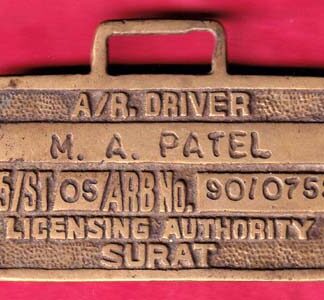 A/R. DRIVER
M. A. PATEL
5/ST 05/ARB NO. 90/075
LICENSING AUTHORITY
SURAT